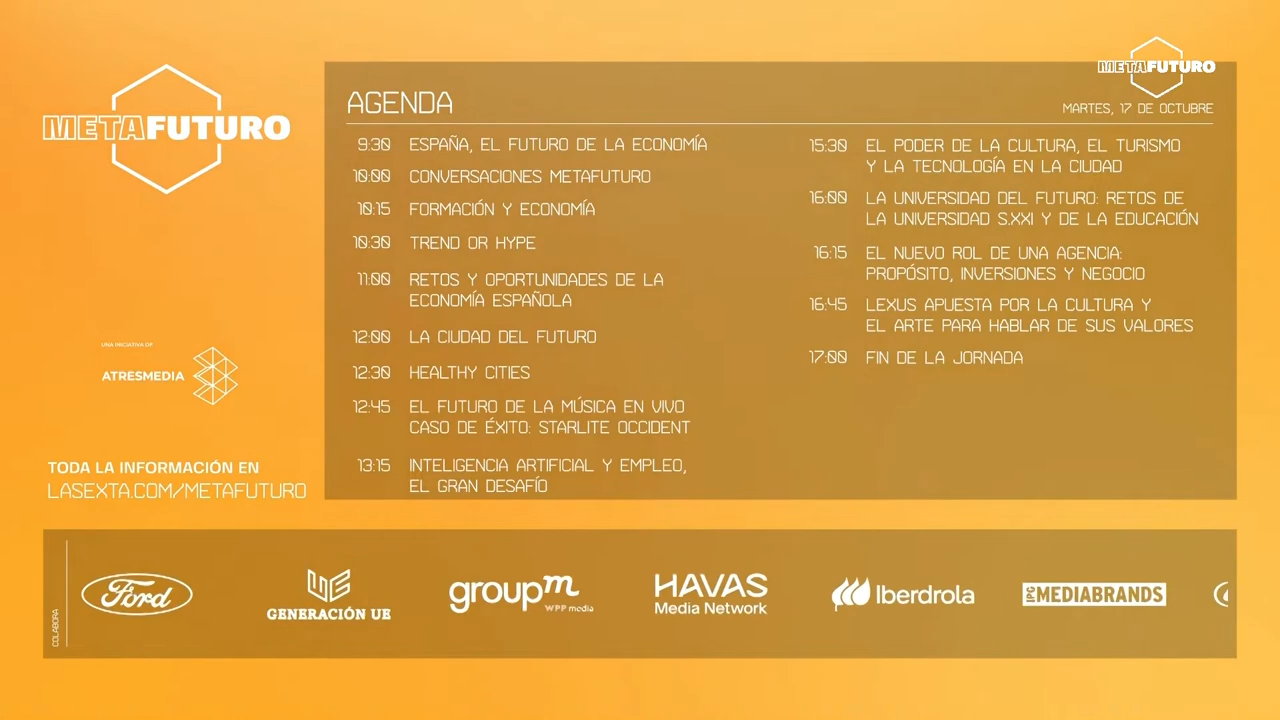 METAFUTURO
UNA INICIATIVA DE
ATRESMEDIA
TODA LA INFORMACIÓN EN
LASEXTA.COM/METAFUTURO
METAFUTURO
AGENDA
MARTES, 17 DE OCTUBRE
9:30 ESPAÑA, EL FUTURO DE LA ECONOMÍA
10:00 CONVERSACIONES METAFUTURO
10:15 FORMACIÓN Y ECONOMÍA
10:30 TREND OR HYPE
11:00 RETOS Y OPORTUNIDADES DE LA
ECONOMÍA ESPAÑOLA
12:00 LA CIUDAD DEL FUTURO
12:30 HEALTHY CITIES
12:45 EL FUTURO DE LA MÚSICA EN VIVO
CASO DE ÉXITO: STARLITE OCCIDENT
13:15 INTELIGENCIA ARTIFICIAL Y EMPLEO,
EL GRAN DESAFÍO
15:30 EL PODER DE LA CULTURA, EL TURISMO
Y LA TECNOLOGÍA EN LA CIUDAD
16:00 LA UNIVERSIDAD DEL FUTURO: RETOS DE
LA UNIVERSIDAD S.XXI Y DE LA EDUCACIÓN
16:15 EL NUEVO ROL DE UNA AGENCIA:
PROPÓSITO, INVERSIONES Y NEGOCIO
16:45 LEXUS APUESTA POR LA CULTURA Y
EL ARTE PARA HABLAR DE SUS VALORES
17:00 FIN DE LA JORNADA
COLABORA
Ford
UE
GENERACIÓN UE
groupm
WPP media
HAVAS
Media Network
Iberdrola
IPG MEDIABRANDS